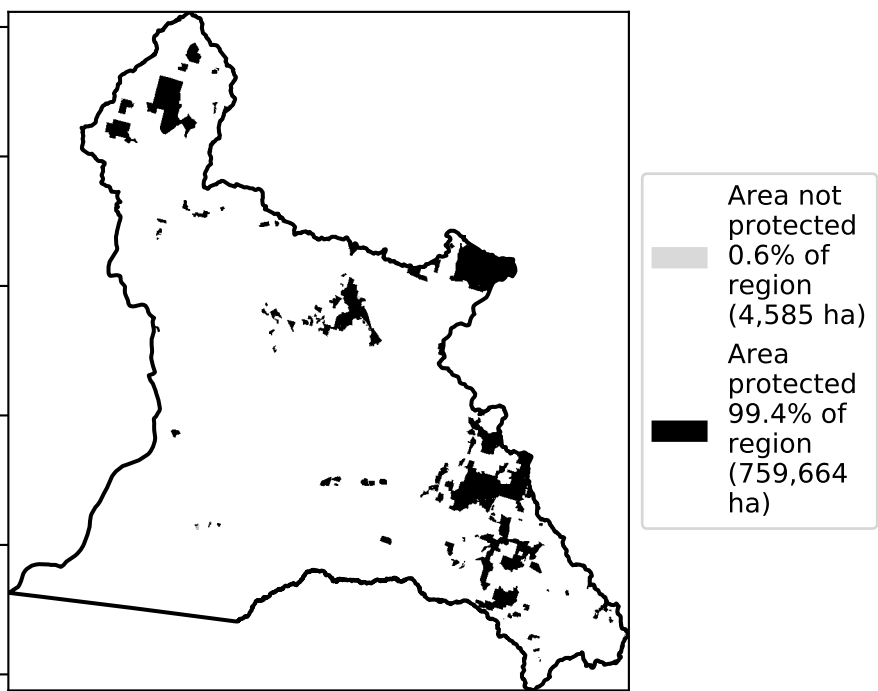 Area not
protected
0.6% of
region
(4,585 ha)
Area
protected
99.4% of
region
(759,664
ha)